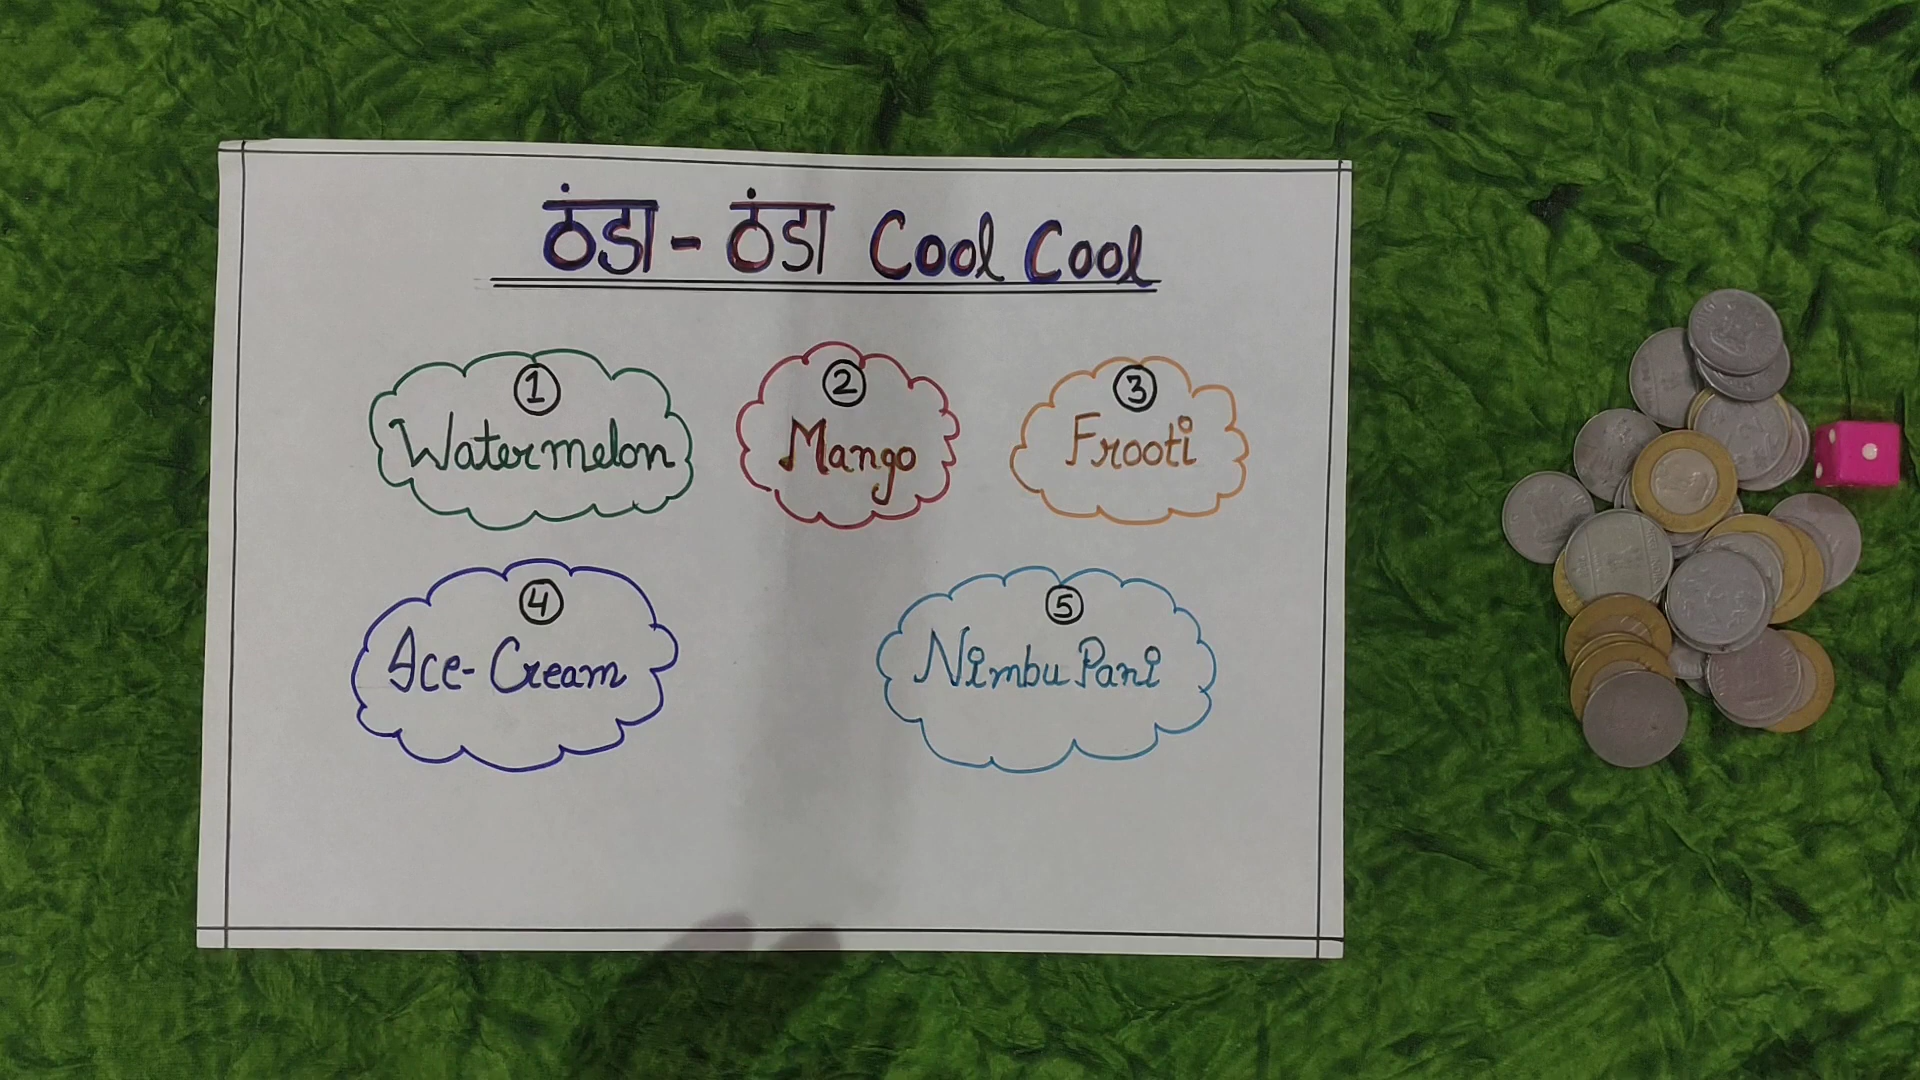 ठंडा - ठंडा Cool Cool
①
Watermelon
②
Mango
③
Frooti
④
Ice-Cream
⑤
Nimbu Pani